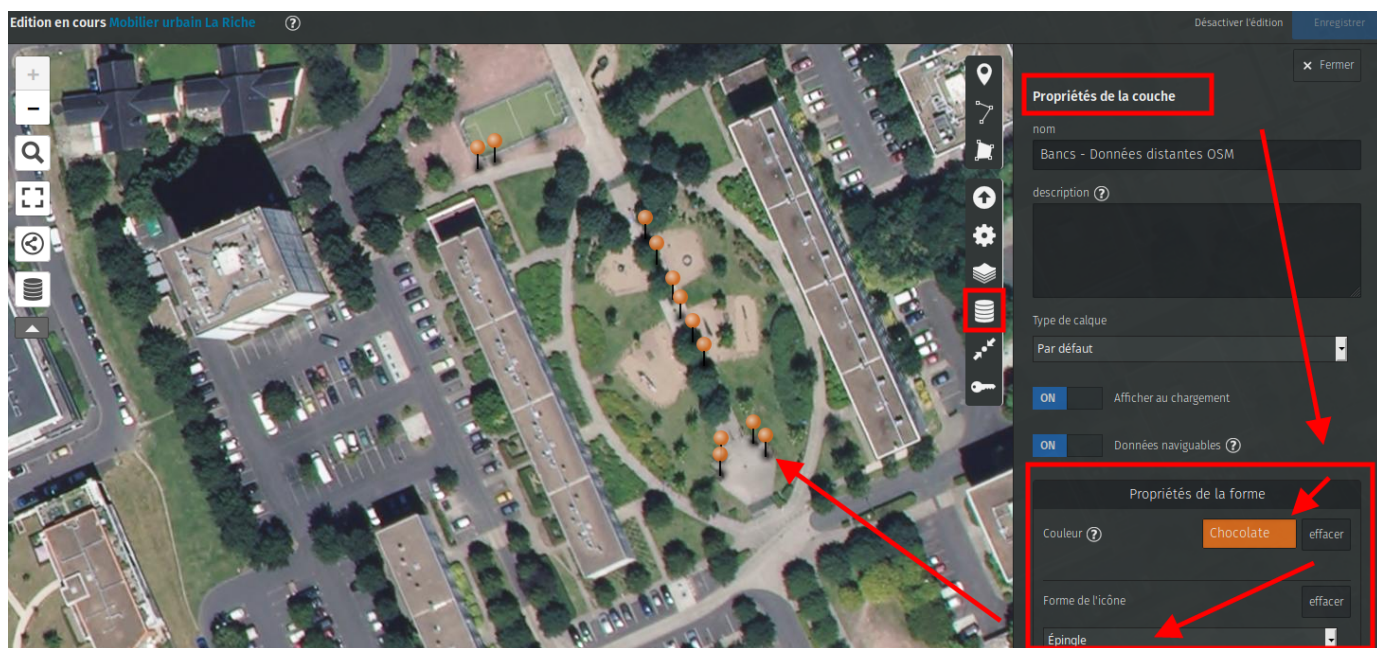 Edition en cours Mobilier urbain La Riche ?
Désactiver l'édition
Enregistrer
× Fermer
Propriétés de la couche
nom
Bancs - Données distantes OSM
description ?
Type de calque
Par défaut
ON Afficher au chargement
ON Données naviguables ?
Propriétés de la forme
Couleur ? Chocolate effacer
Forme de l'icône effacer
Épingle